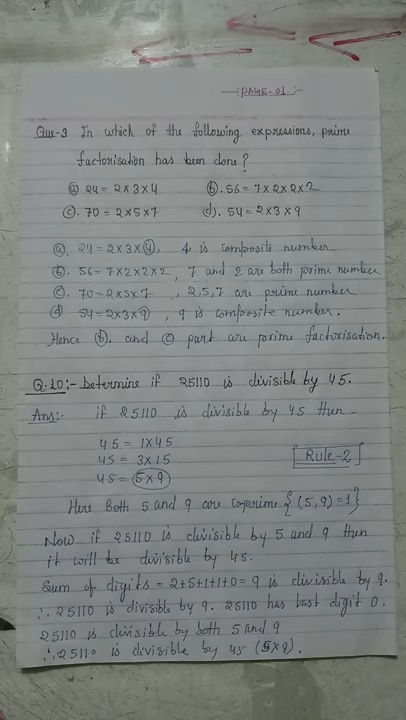 —:PAGE-01:-
Que-9 In which of the following expressions, prime
factorisation has been done?
(a) 24 = 2×3×4 (b). 56 = 7×2×2×2
(c). 70 = 2×5×7 (d). 54 = 2×3×9
(a). 24 = 2×3×(4), 4 is composite number
(b). 56 = 7×2×2×2, 7 and 2 are both prime number
(c). 70 = 2×5×7 , 2,5,7 are prime number
(d) 54 = 2×3×(9) , 9 is composite number.
Hence (b). and (c) part are prime factorisation.
Q.10:- Determine if 25110 is divisible by 45.
Ans:- if 25110 is divisible by 45 then
45 = 1×45
45 = 3×15 [Rule-2]
45 = (5×9)
Here Both 5 and 9 are coprime {(5,9)=1}
Now if 25110 is divisible by 5 and 9 then
it will be divisible by 45.
Sum of digits = 2+5+1+1+0 = 9 is divisible by 9.
∴ 25110 is divisible by 9. 25110 has last digit 0.
25110 is divisible by both 5 and 9
∴ 25110 is divisible by 45 (5×9).